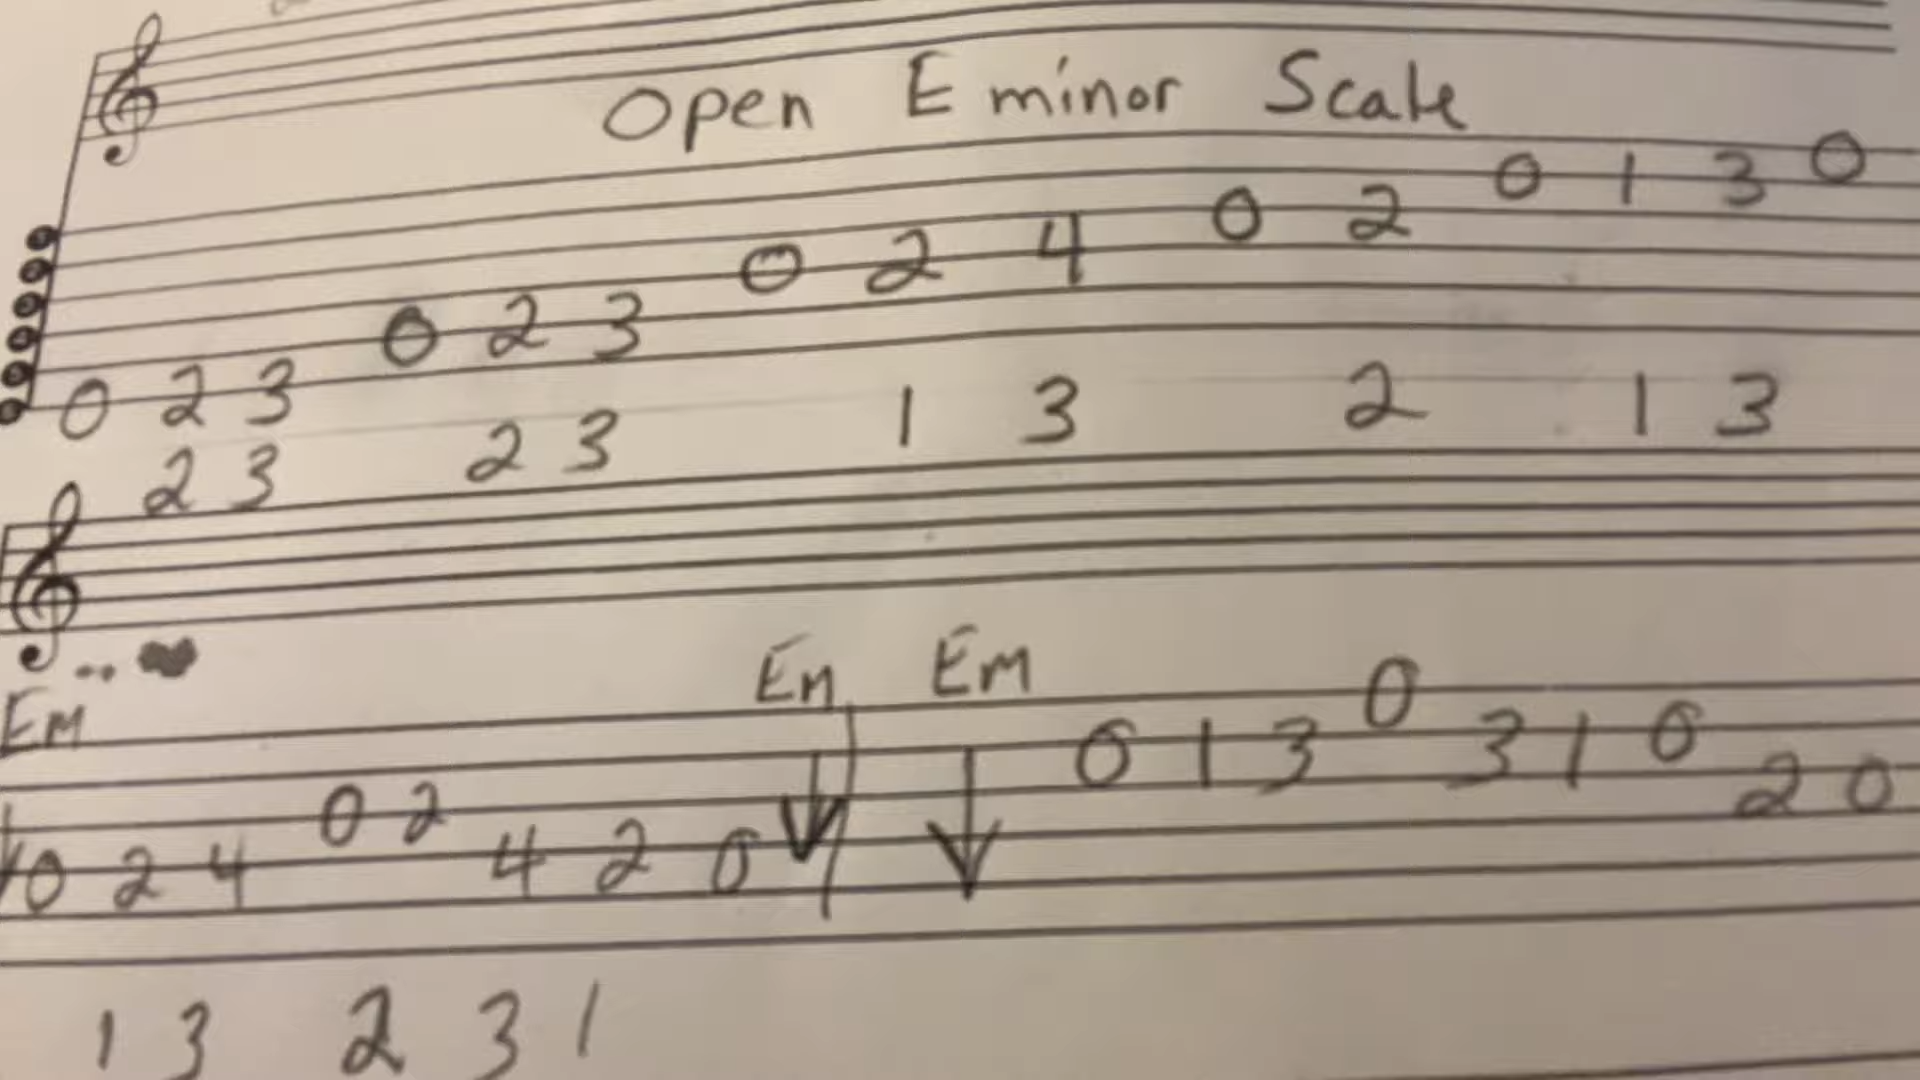 Open E minor Scale
0 2 3 0 2 3 0 2 4 0 2 0 1 3 0
2 3 2 3 1 3 2 1 3
Em Em Em
0 2 4 0 2 4 2 0 0 1 3 0 3 1 0 2 0
1 3 2 3 1